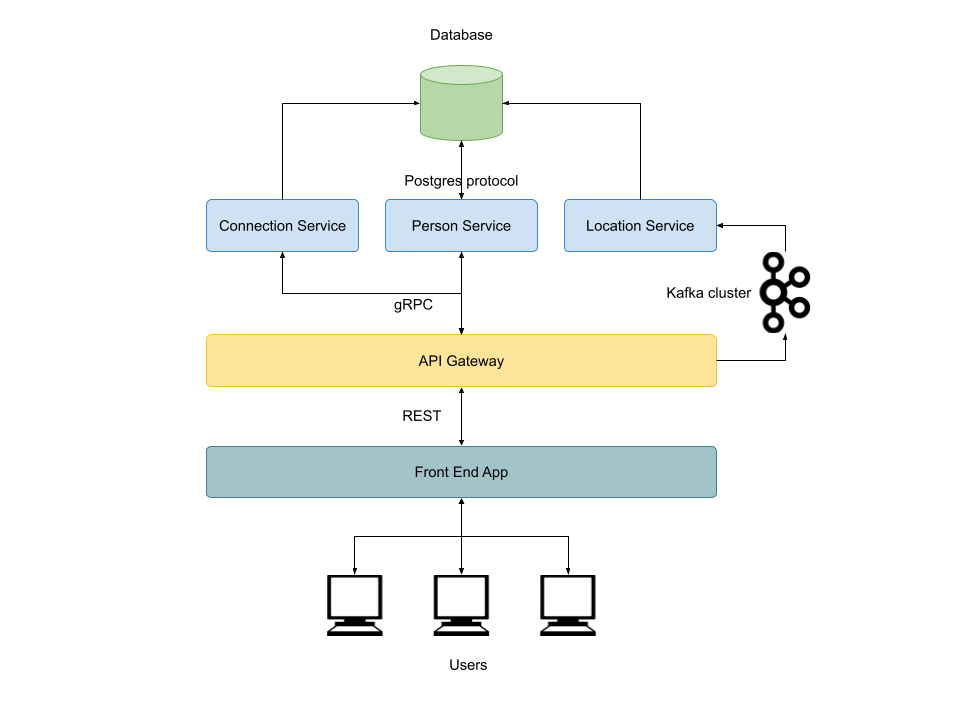 Database
Postgres protocol
Connection Service
Person Service
Location Service
Kafka cluster
gRPC
API Gateway
REST
Front End App
Users